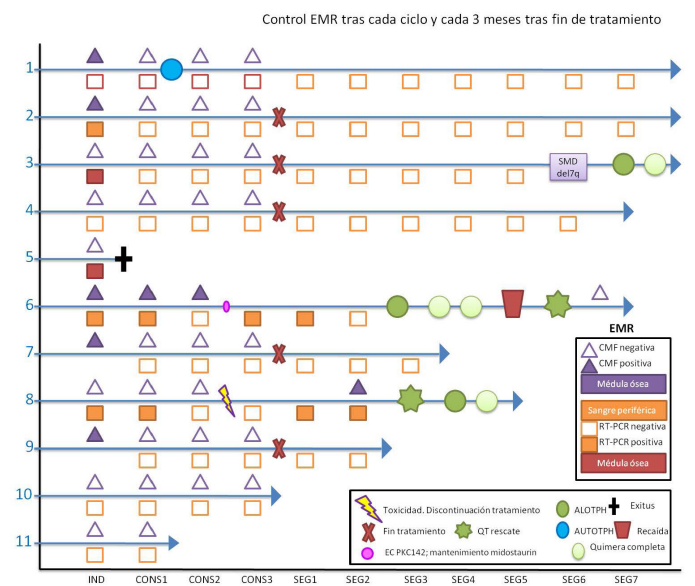 Control EMR tras cada ciclo y cada 3 meses tras fin de tratamiento
1
2
3
SMD
del7q
4
5
6
7
8
9
10
11
EMR
CMF negativa
CMF positiva
Médula ósea
Sangre periférica
RT-PCR negativa
RT-PCR positiva
Médula ósea
Toxicidad. Discontinuación tratamiento
ALOTPH
Exitus
Fin tratamiento
QT rescate
AUTOTPH
Recaída
EC PKC142; mantenimiento midostaurin
Quimera completa
IND CONS1 CONS2 CONS3 SEG1 SEG2 SEG3 SEG4 SEG5 SEG6 SEG7